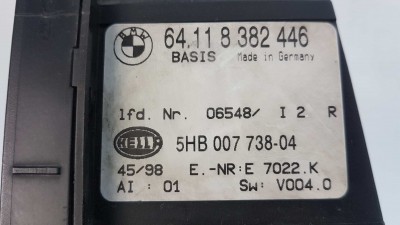 BMW 64.11 8 382 446
BASIS Made in Germany
lfd. Nr. 06548/ I 2 R
HELLA 5HB 007 738-04
45/98 E.-NR:E 7022.K
AI : 01 SW: V004.0